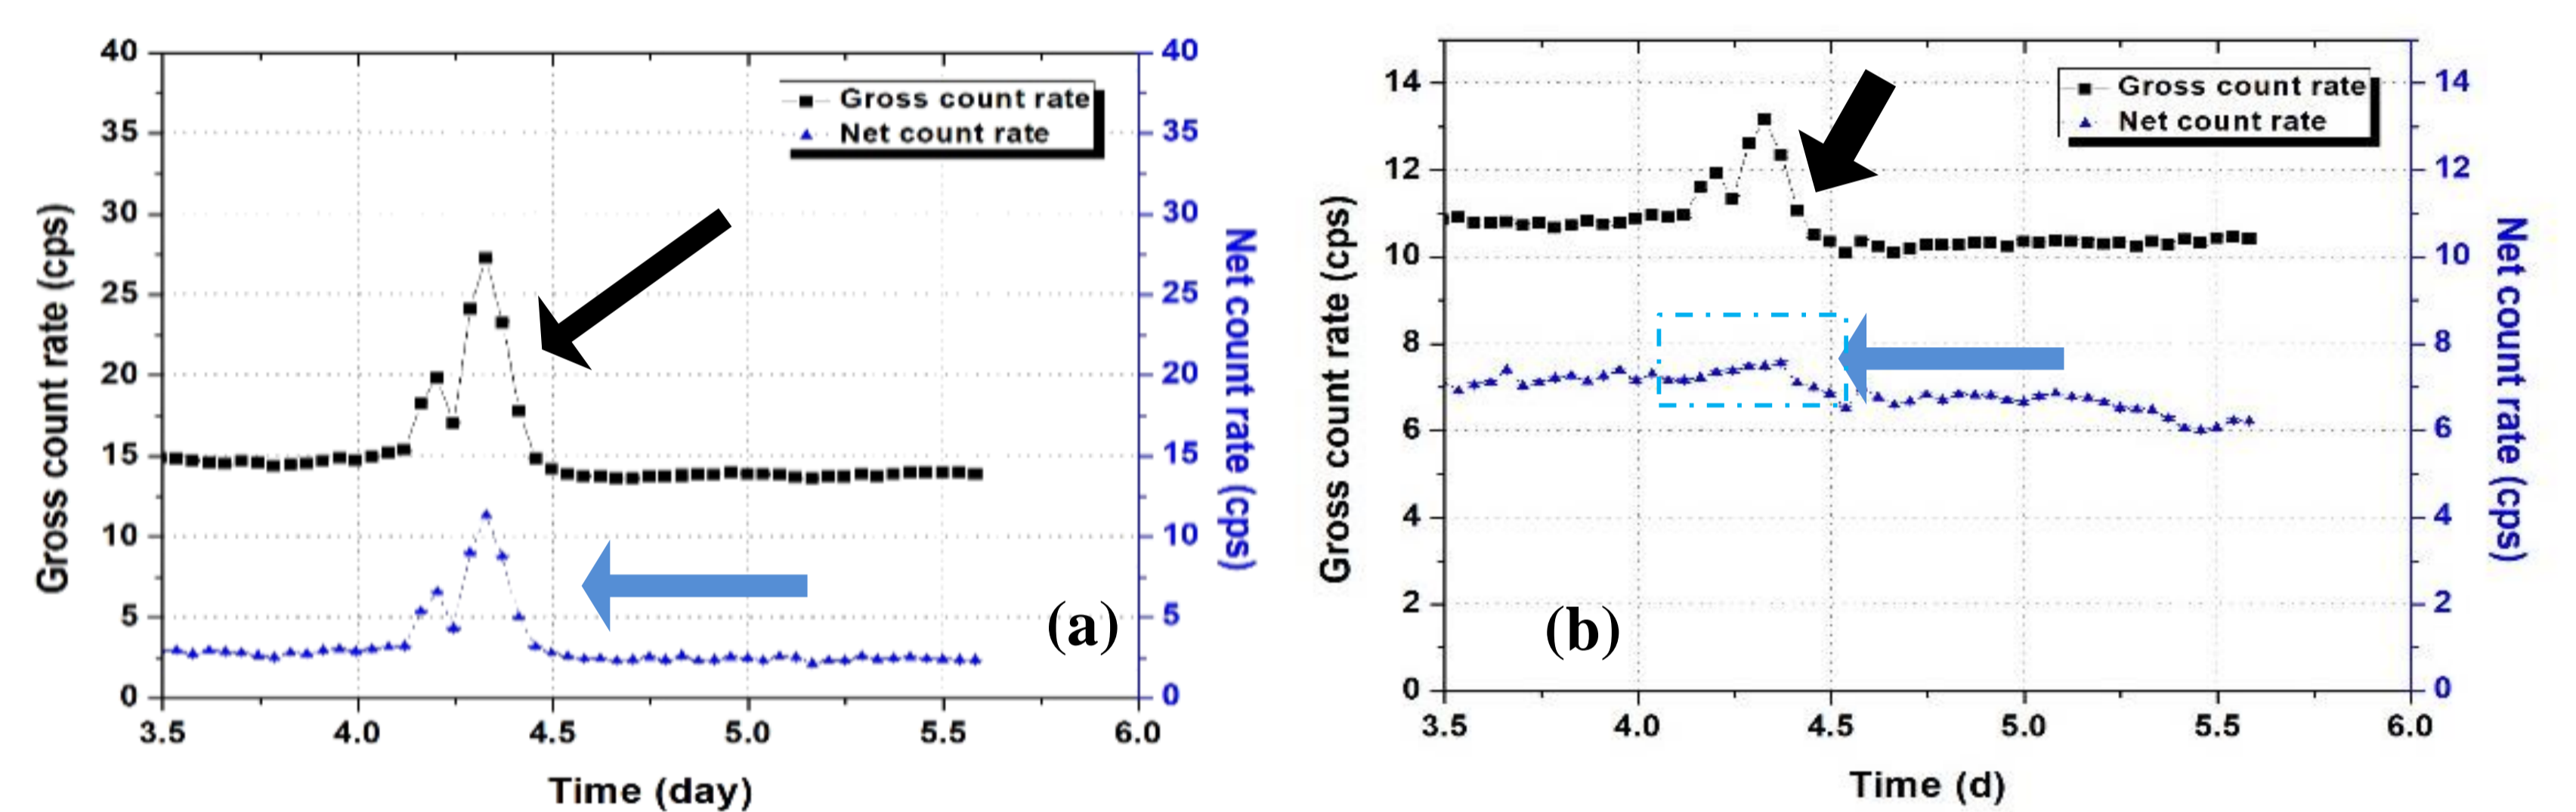 40
35
30
25
20
15
10
5
0
Gross count rate (cps)
3.5 4.0 4.5 5.0 5.5 6.0
Time (day)
Gross count rate
Net count rate
(a)
40
35
30
25
20
15
10
5
0
Net count rate (cps)
14
12
10
8
6
4
2
0
Gross count rate (cps)
3.5 4.0 4.5 5.0 5.5 6.0
Time (d)
Gross count rate
Net count rate
(b)
14
12
10
8
6
4
2
0
Net count rate (cps)